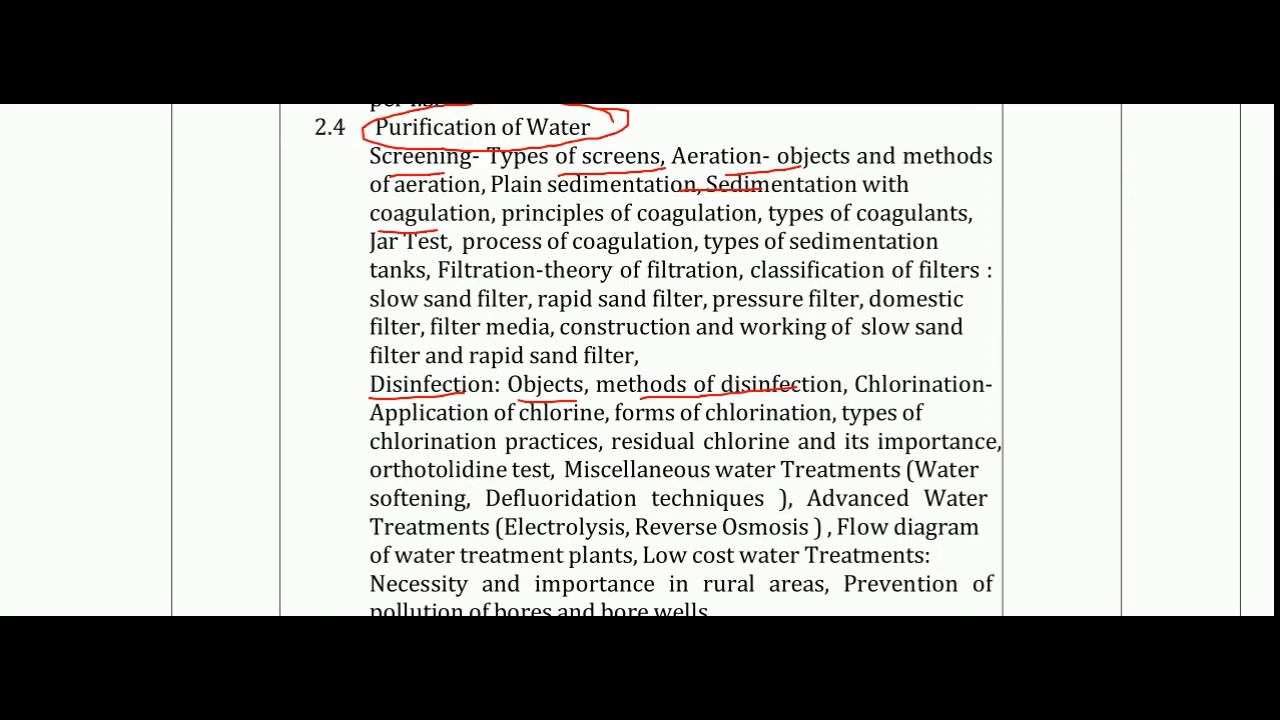 2.4 Purification of Water
Screening- Types of screens, Aeration- objects and methods
of aeration, Plain sedimentation, Sedimentation with
coagulation, principles of coagulation, types of coagulants,
Jar Test, process of coagulation, types of sedimentation
tanks, Filtration-theory of filtration, classification of filters :
slow sand filter, rapid sand filter, pressure filter, domestic
filter, filter media, construction and working of slow sand
filter and rapid sand filter,
Disinfection: Objects, methods of disinfection, Chlorination-
Application of chlorine, forms of chlorination, types of
chlorination practices, residual chlorine and its importance,
orthotolidine test, Miscellaneous water Treatments (Water
softening, Defluoridation techniques ), Advanced Water
Treatments (Electrolysis, Reverse Osmosis ) , Flow diagram
of water treatment plants, Low cost water Treatments:
Necessity and importance in rural areas, Prevention of
pollution of bores and bore wells